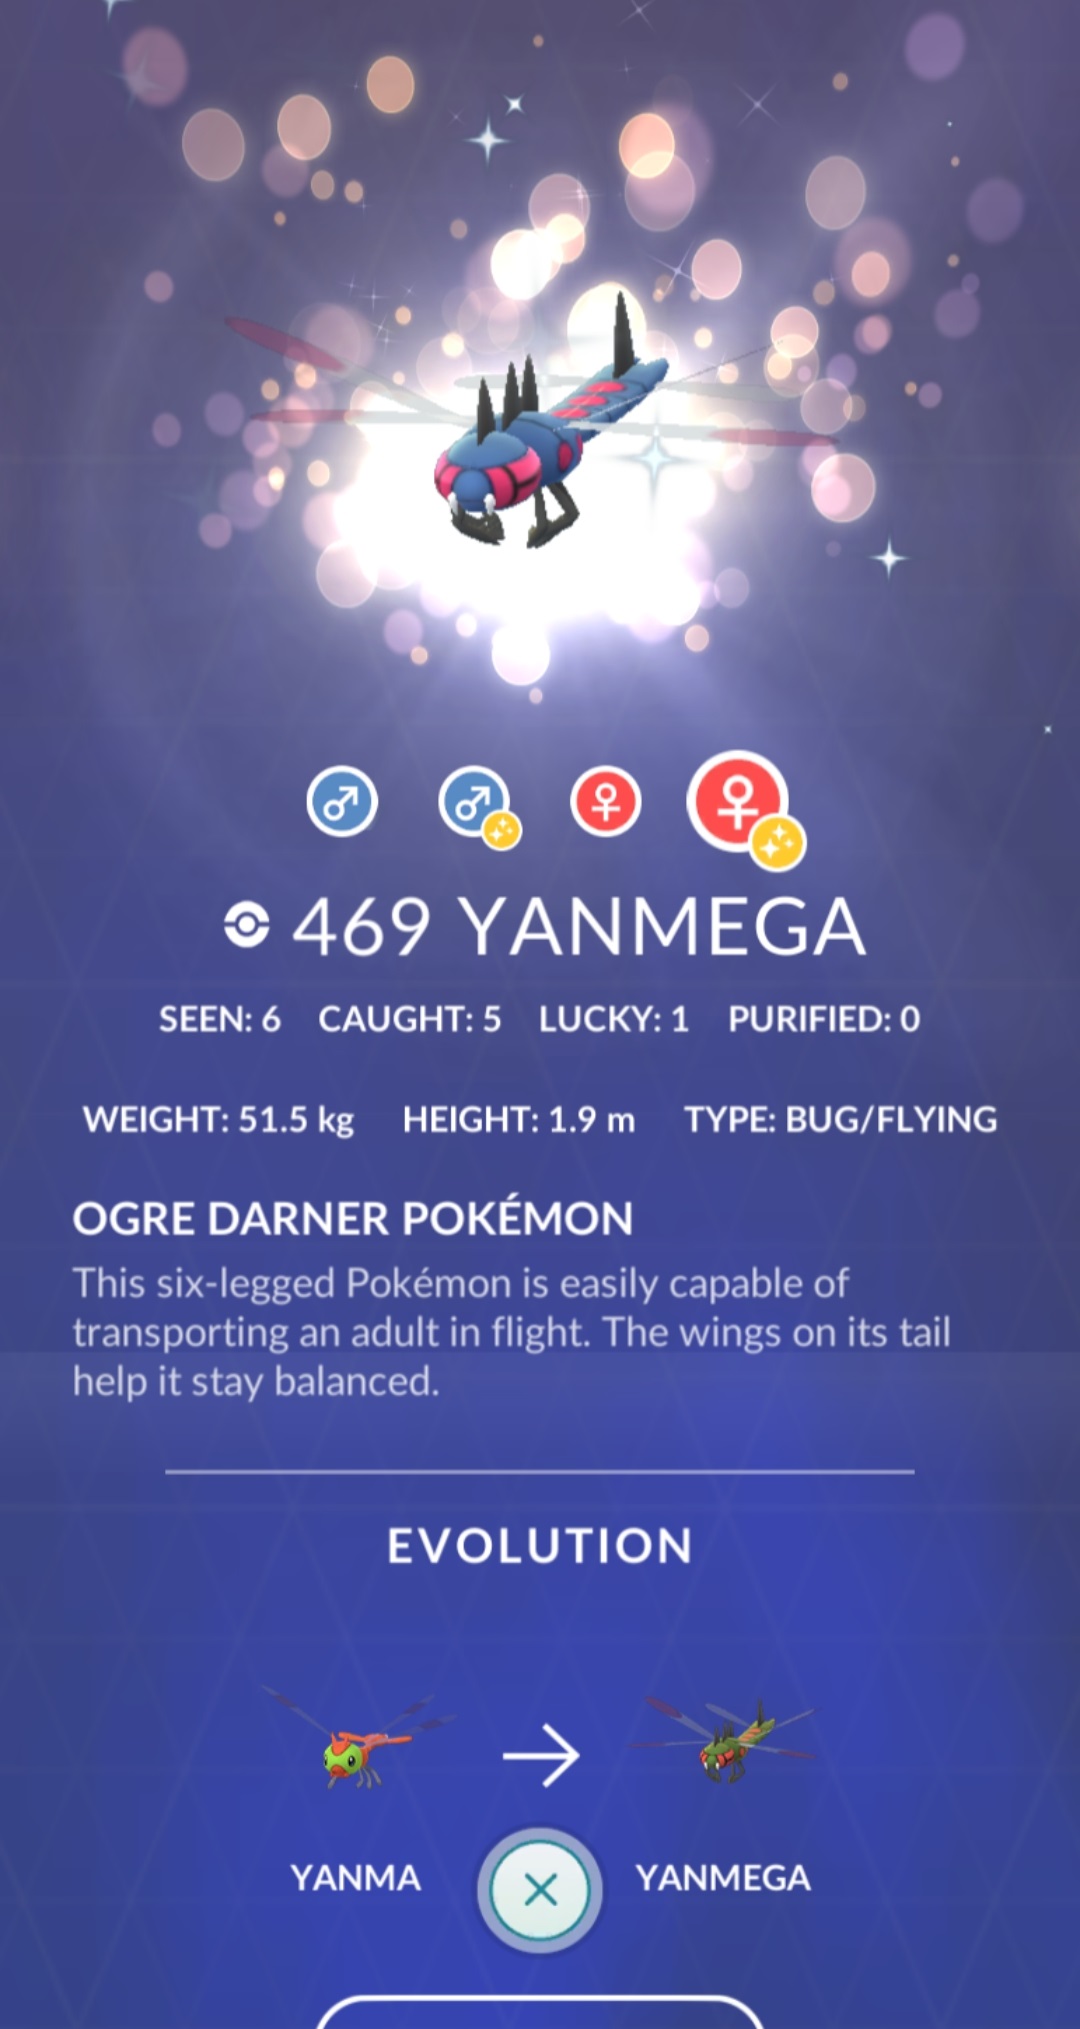 469 YANMEGA
SEEN: 6 CAUGHT: 5 LUCKY: 1 PURIFIED: 0
WEIGHT: 51.5 kg HEIGHT: 1.9 m TYPE: BUG/FLYING
OGRE DARNER POKÉMON
This six-legged Pokémon is easily capable of
transporting an adult in flight. The wings on its tail
help it stay balanced.
EVOLUTION
YANMA YANMEGA